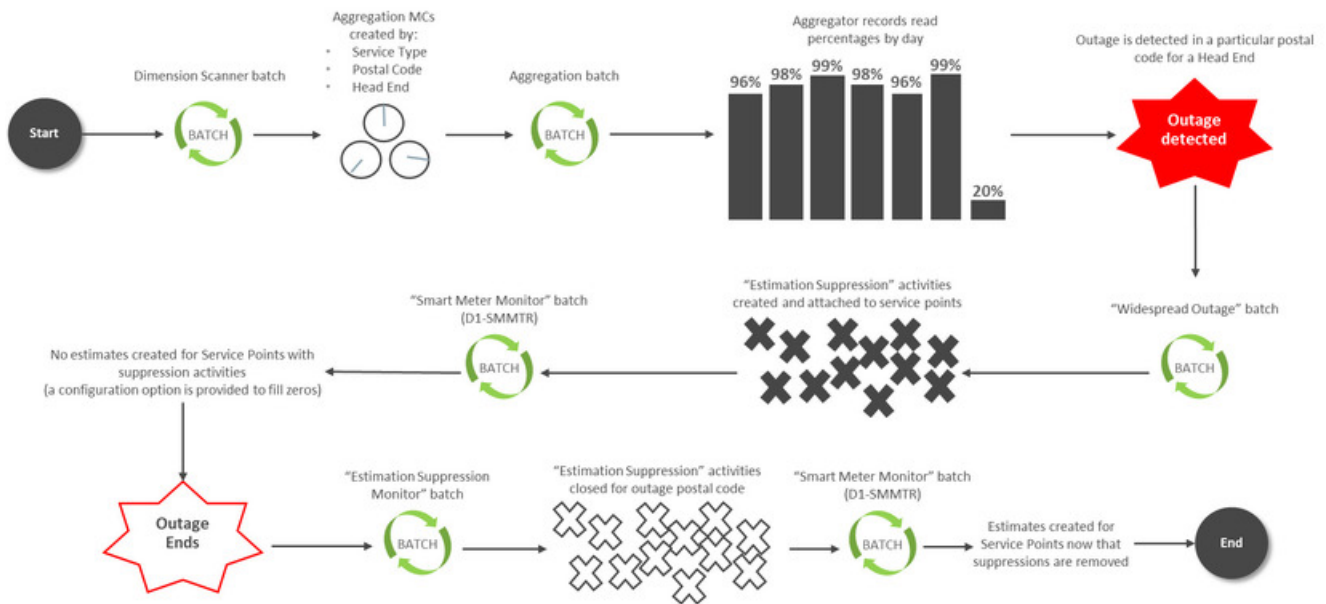 Start
Dimension Scanner batch
BATCH
Aggregation MCs
created by:
• Service Type
• Postal Code
• Head End
Aggregation batch
BATCH
Aggregator records read
percentages by day
96%
98%
99%
98%
96%
99%
20%
Outage is detected in a particular postal
code for a Head End
Outage
detected
"Widespread Outage" batch
BATCH
"Estimation Suppression" activities
created and attached to service points
"Smart Meter Monitor" batch
(D1-SMMTR)
BATCH
No estimates created for Service Points with
suppression activities
(a configuration option is provided to fill zeros)
Outage
Ends
"Estimation Suppression
Monitor" batch
BATCH
"Estimation Suppression" activities
closed for outage postal code
"Smart Meter Monitor" batch
(D1-SMMTR)
BATCH
Estimates created for
Service Points now that
suppressions are removed
End